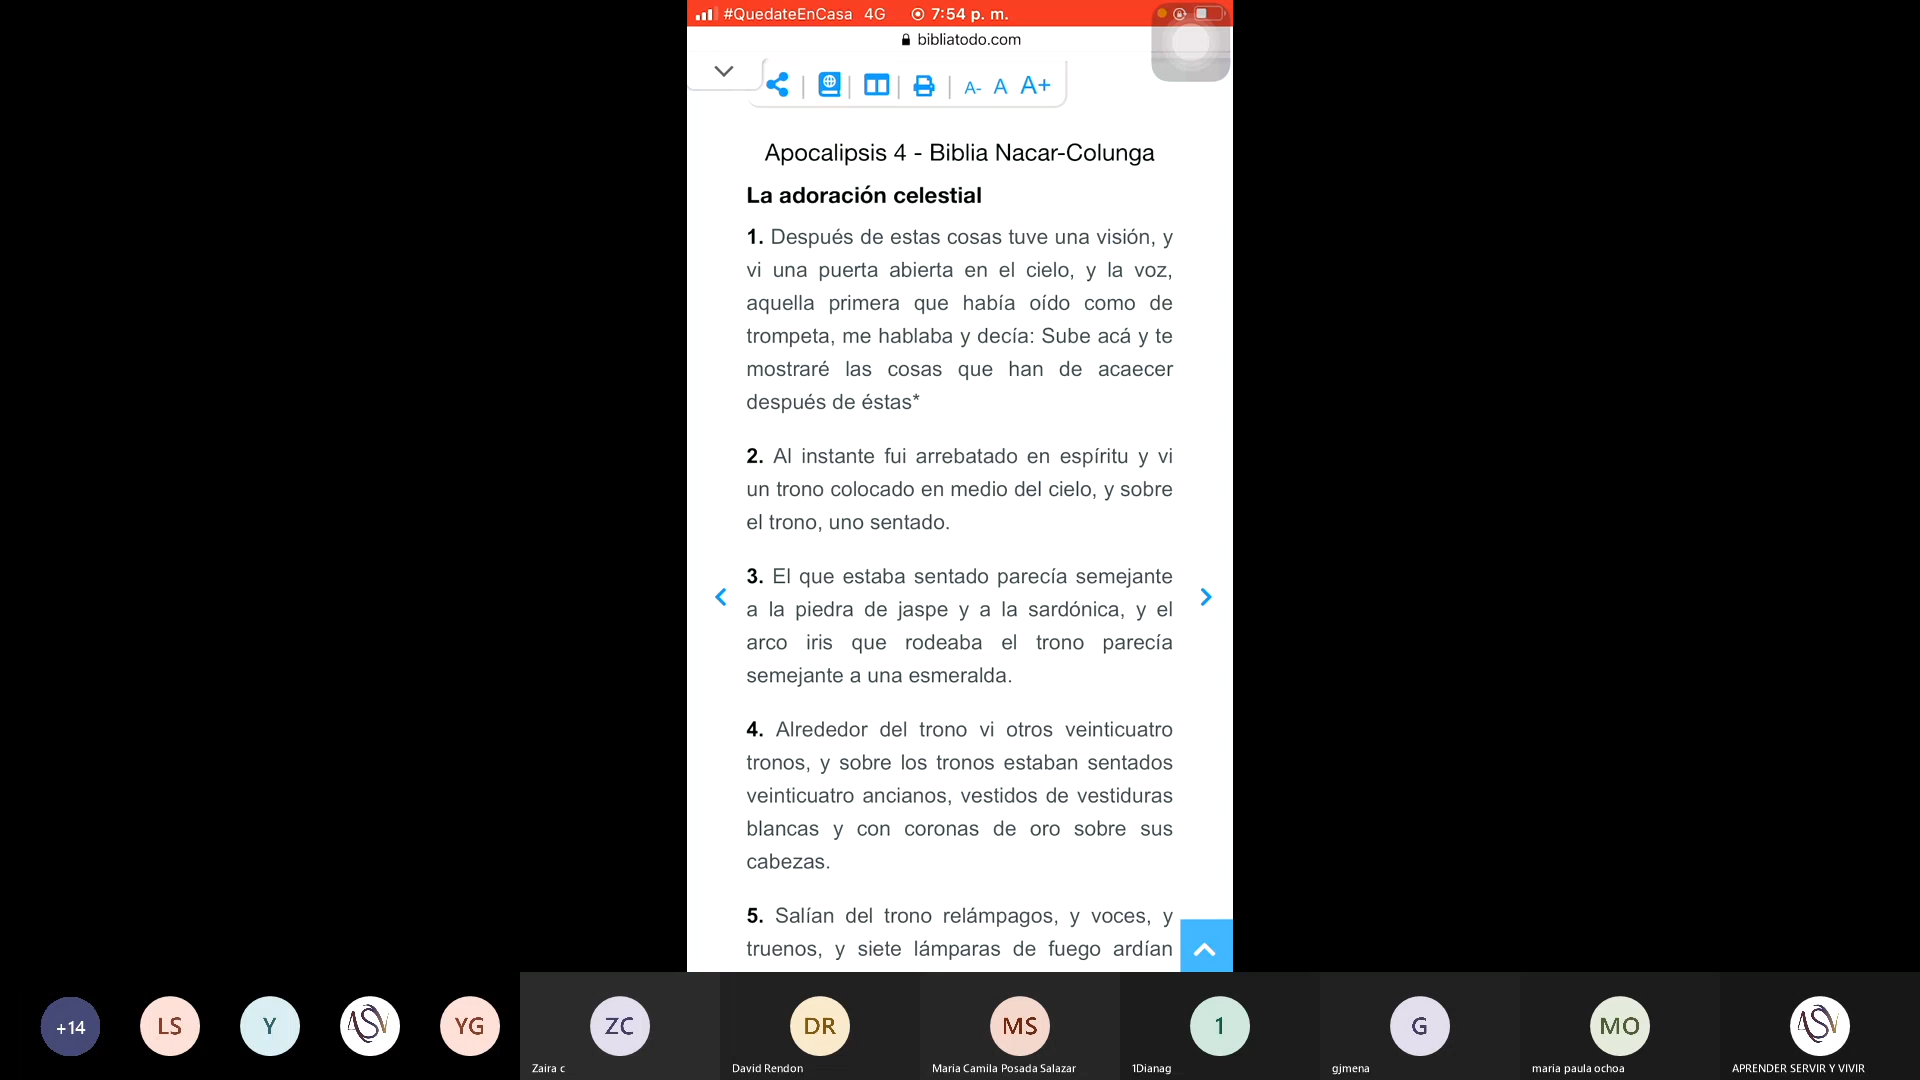 #QuedateEnCasa 4G 7:54 p. m.
bibliatodo.com
A- A A+
Apocalipsis 4 - Biblia Nacar-Colunga
La adoración celestial
1. Después de estas cosas tuve una visión, y
vi una puerta abierta en el cielo, y la voz,
aquella primera que había oído como de
trompeta, me hablaba y decía: Sube acá y te
mostraré las cosas que han de acaecer
después de éstas*
2. Al instante fui arrebatado en espíritu y vi
un trono colocado en medio del cielo, y sobre
el trono, uno sentado.
3. El que estaba sentado parecía semejante
a la piedra de jaspe y a la sardónica, y el
arco iris que rodeaba el trono parecía
semejante a una esmeralda.
4. Alrededor del trono vi otros veinticuatro
tronos, y sobre los tronos estaban sentados
veinticuatro ancianos, vestidos de vestiduras
blancas y con coronas de oro sobre sus
cabezas.
5. Salían del trono relámpagos, y voces, y
truenos, y siete lámparas de fuego ardían
+14 LS Y ASV YG ZC DR MS 1 G MO ASV
Zaira c David Rendon Maria Camila Posada Salazar 1Dianag gjmena maria paula ochoa APRENDER SERVIR Y VIVIR